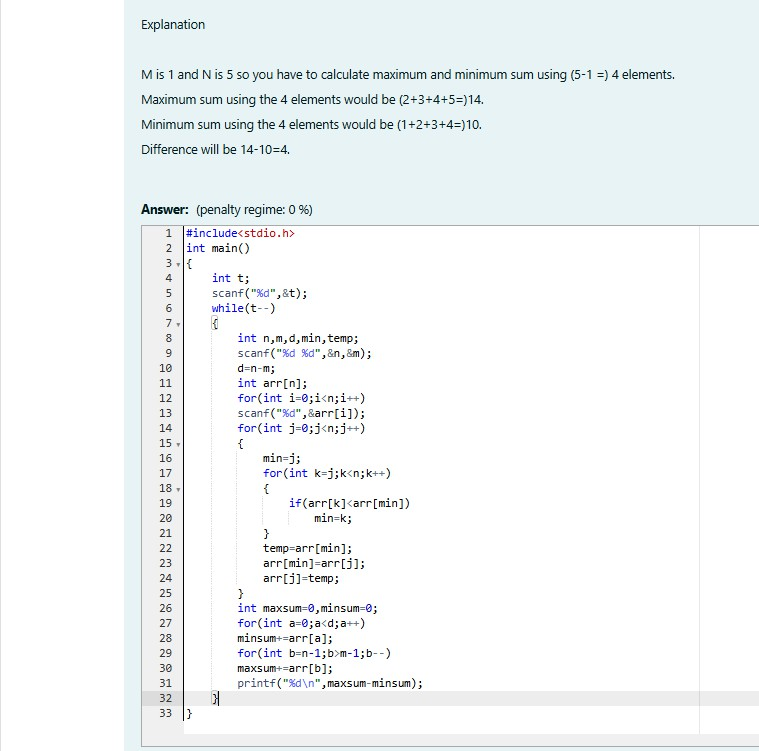 Explanation
M is 1 and N is 5 so you have to calculate maximum and minimum sum using (5-1 =) 4 elements.
Maximum sum using the 4 elements would be (2+3+4+5=)14.
Minimum sum using the 4 elements would be (1+2+3+4=)10.
Difference will be 14-10=4.
Answer: (penalty regime: 0 %)
1 #include<stdio.h>
2 int main()
3 {
4 int t;
5 scanf("%d",&t);
6 while(t--)
7 {
8 int n,m,d,min,temp;
9 scanf("%d %d",&n,&m);
10 d=n-m;
11 int arr[n];
12 for(int i=0;i<n;i++)
13 scanf("%d",&arr[i]);
14 for(int j=0;j<n;j++)
15 {
16 min=j;
17 for(int k=j;k<n;k++)
18 {
19 if(arr[k]<arr[min])
20 min=k;
21 }
22 temp=arr[min];
23 arr[min]=arr[j];
24 arr[j]=temp;
25 }
26 int maxsum=0,minsum=0;
27 for(int a=0;a<d;a++)
28 minsum+=arr[a];
29 for(int b=n-1;b>m-1;b--)
30 maxsum+=arr[b];
31 printf("%d\n",maxsum-minsum);
32 }
33 }